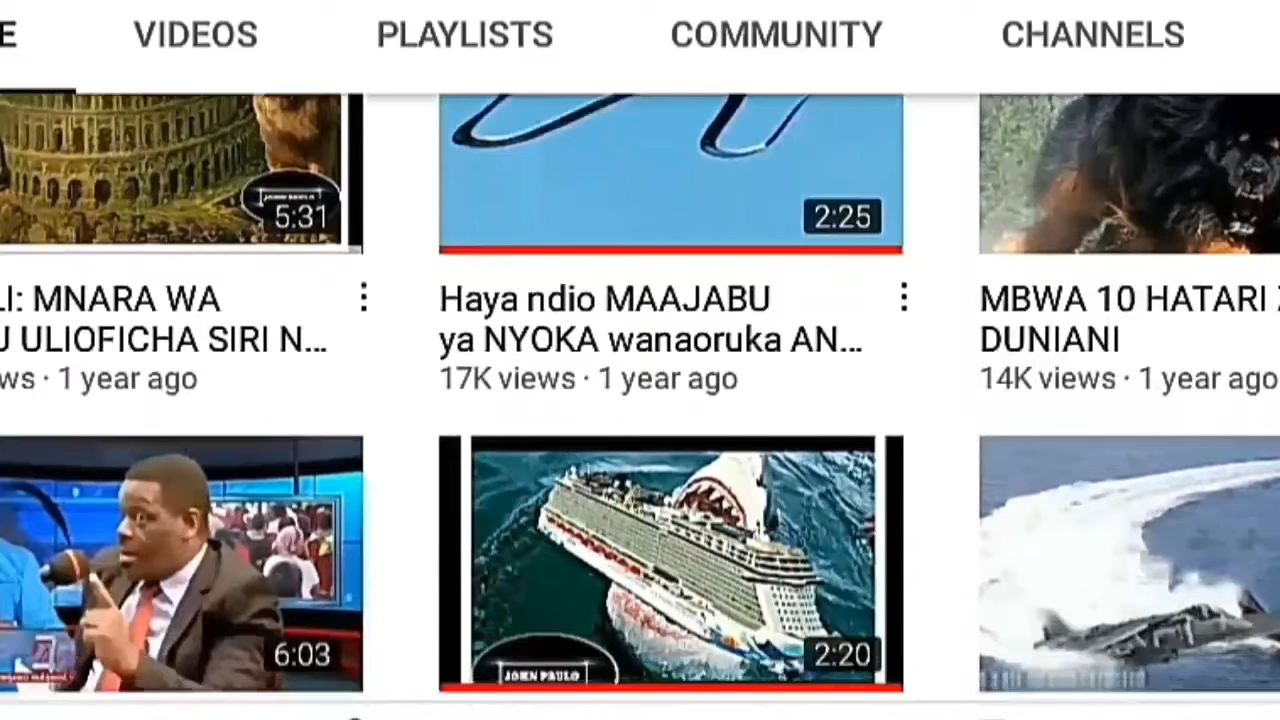 E VIDEOS PLAYLISTS COMMUNITY CHANNELS
5:31
2:25
LI: MNARA WA
U ULIOFICHA SIRI N...
ws · 1 year ago
Haya ndio MAAJABU
ya NYOKA wanaoruka AN...
17K views · 1 year ago
MBWA 10 HATARI
DUNIANI
14K views · 1 year ago
6:03
JOHN PAULO
2:20